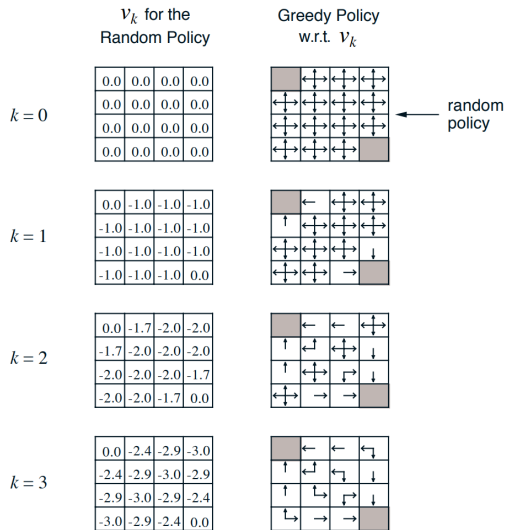 v_k for the
Random Policy
Greedy Policy
w.r.t. v_k
k = 0
0.0 0.0 0.0 0.0
0.0 0.0 0.0 0.0
0.0 0.0 0.0 0.0
0.0 0.0 0.0 0.0
random
policy
k = 1
0.0 -1.0 -1.0 -1.0
-1.0 -1.0 -1.0 -1.0
-1.0 -1.0 -1.0 -1.0
-1.0 -1.0 -1.0 0.0
k = 2
0.0 -1.7 -2.0 -2.0
-1.7 -2.0 -2.0 -2.0
-2.0 -2.0 -2.0 -1.7
-2.0 -2.0 -1.7 0.0
k = 3
0.0 -2.4 -2.9 -3.0
-2.4 -2.9 -3.0 -2.9
-2.9 -3.0 -2.9 -2.4
-3.0 -2.9 -2.4 0.0